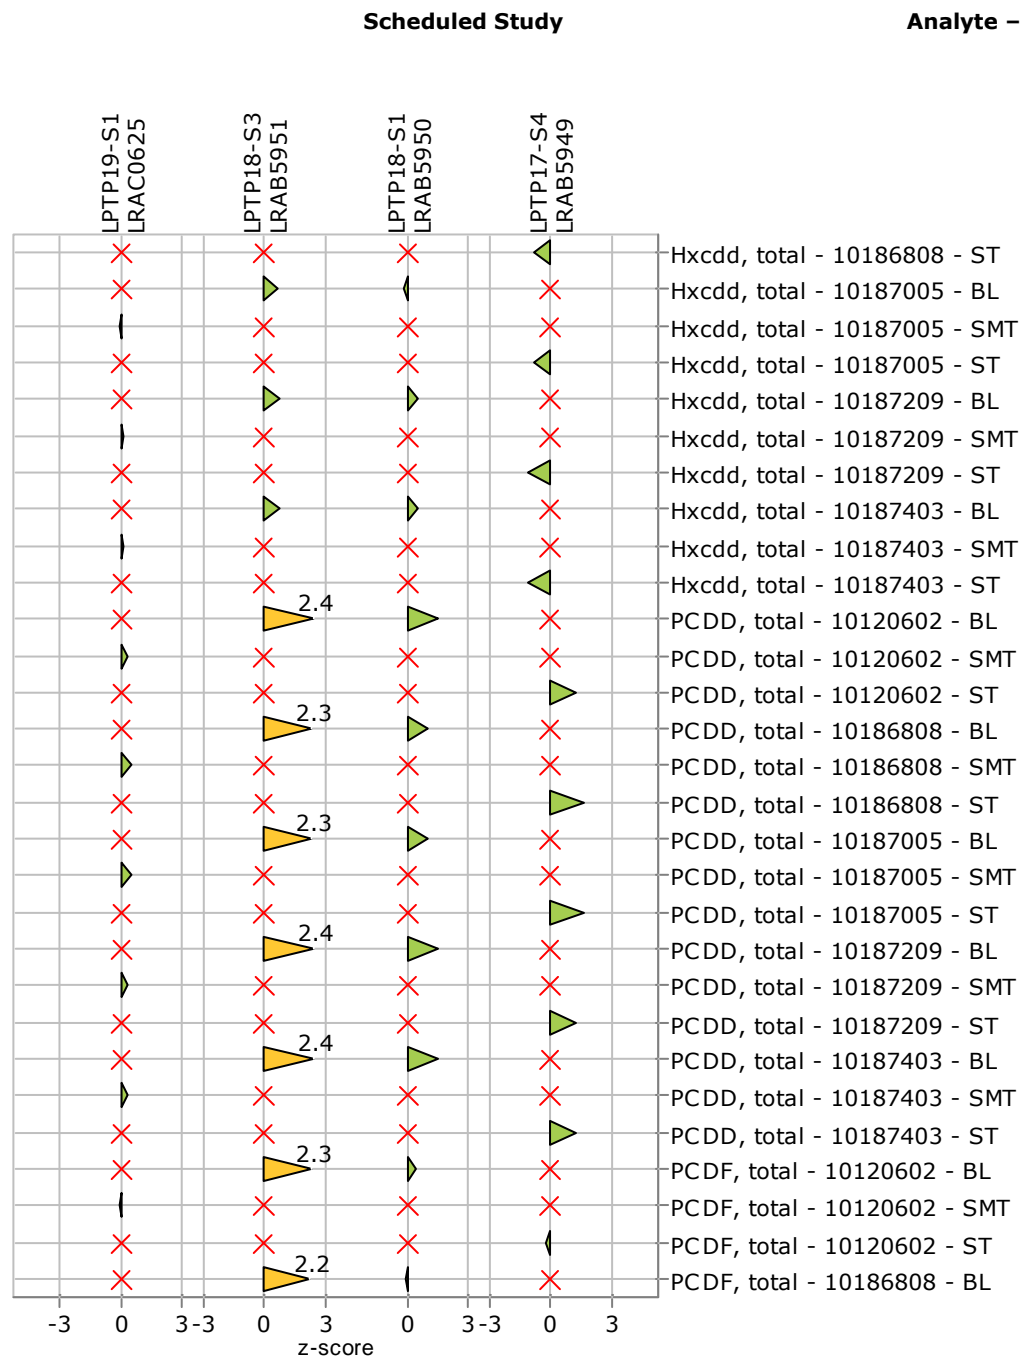 Scheduled Study
Analyte –
LPTP19-S1
LRAC0625
LPTP18-S3
LRAB5951
LPTP18-S1
LRAB5950
LPTP17-S4
LRAB5949
Hxcdd, total - 10186808 - ST
Hxcdd, total - 10187005 - BL
Hxcdd, total - 10187005 - SMT
Hxcdd, total - 10187005 - ST
Hxcdd, total - 10187209 - BL
Hxcdd, total - 10187209 - SMT
Hxcdd, total - 10187209 - ST
Hxcdd, total - 10187403 - BL
Hxcdd, total - 10187403 - SMT
Hxcdd, total - 10187403 - ST
2.4 PCDD, total - 10120602 - BL
PCDD, total - 10120602 - SMT
PCDD, total - 10120602 - ST
2.3 PCDD, total - 10186808 - BL
PCDD, total - 10186808 - SMT
PCDD, total - 10186808 - ST
2.3 PCDD, total - 10187005 - BL
PCDD, total - 10187005 - SMT
PCDD, total - 10187005 - ST
2.4 PCDD, total - 10187209 - BL
PCDD, total - 10187209 - SMT
PCDD, total - 10187209 - ST
2.4 PCDD, total - 10187403 - BL
PCDD, total - 10187403 - SMT
PCDD, total - 10187403 - ST
2.3 PCDF, total - 10120602 - BL
PCDF, total - 10120602 - SMT
PCDF, total - 10120602 - ST
2.2 PCDF, total - 10186808 - BL
-3 0 3 -3 0 3 0 3 -3 0 3
z-score